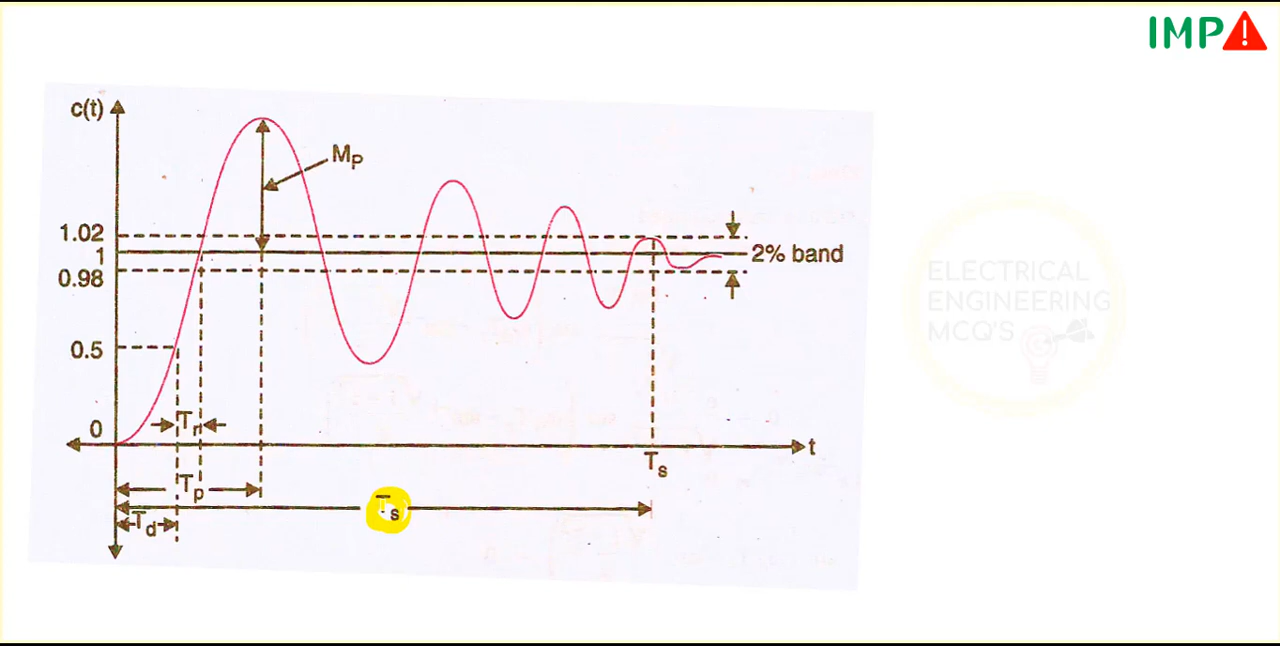 IMP
c(t)
Mp
1.02
1
0.98
2% band
ELECTRICAL
ENGINEERING
MCQ'S
0.5
0
Tr
t
Ts
Tp
Ts
Td